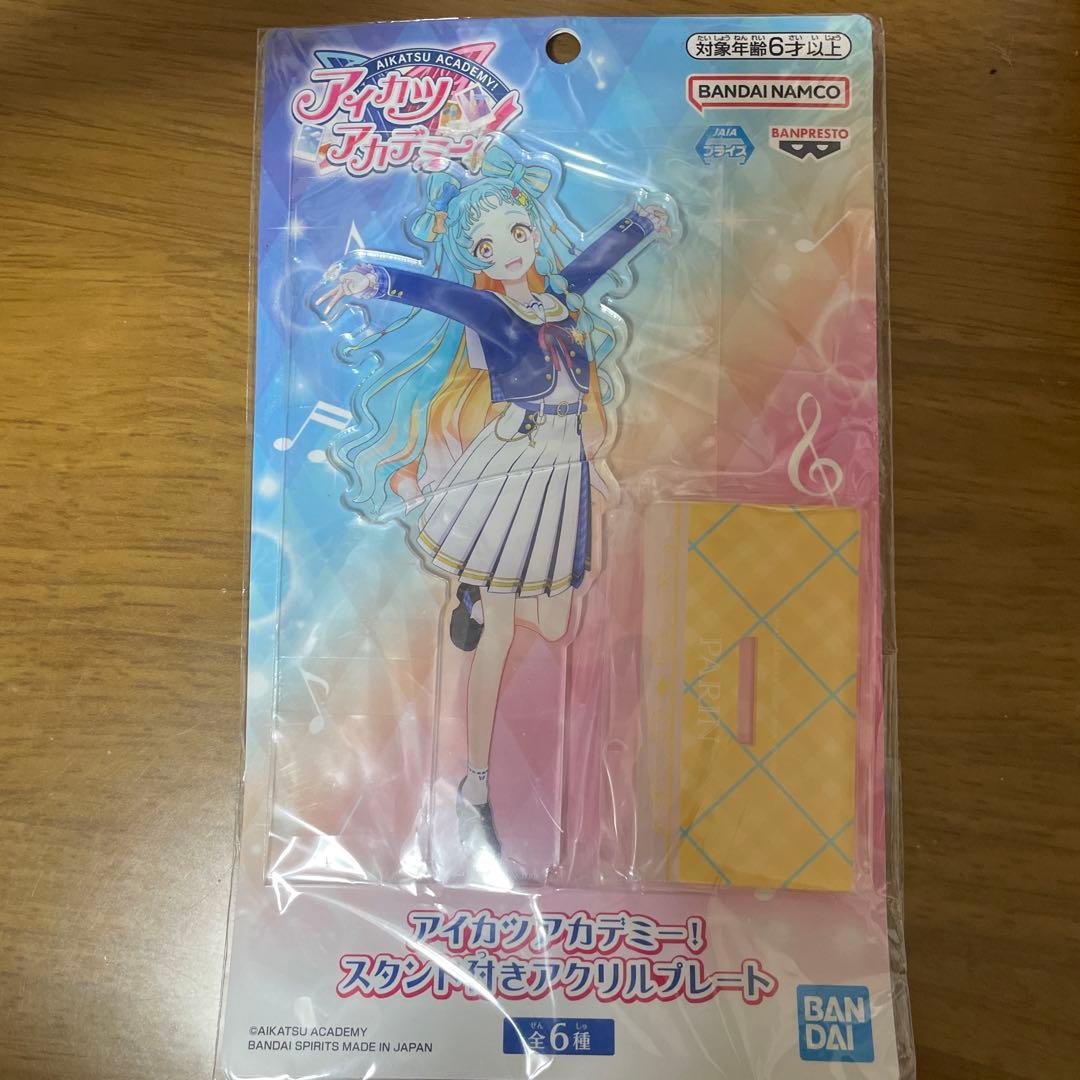 AIKATSU ACADEMY!
アイカツ
アカデミー!
たいしょうねんれい さい いじょう
対象年齢6才以上
BANDAI NAMCO
JAIA
プライズ
BANPRESTO
PARIN
アイカツアカデミー!
スタンド付きアクリルプレート
ぜん しゅ
全6種
BAN
DAI
©AIKATSU ACADEMY
BANDAI SPIRITS MADE IN JAPAN